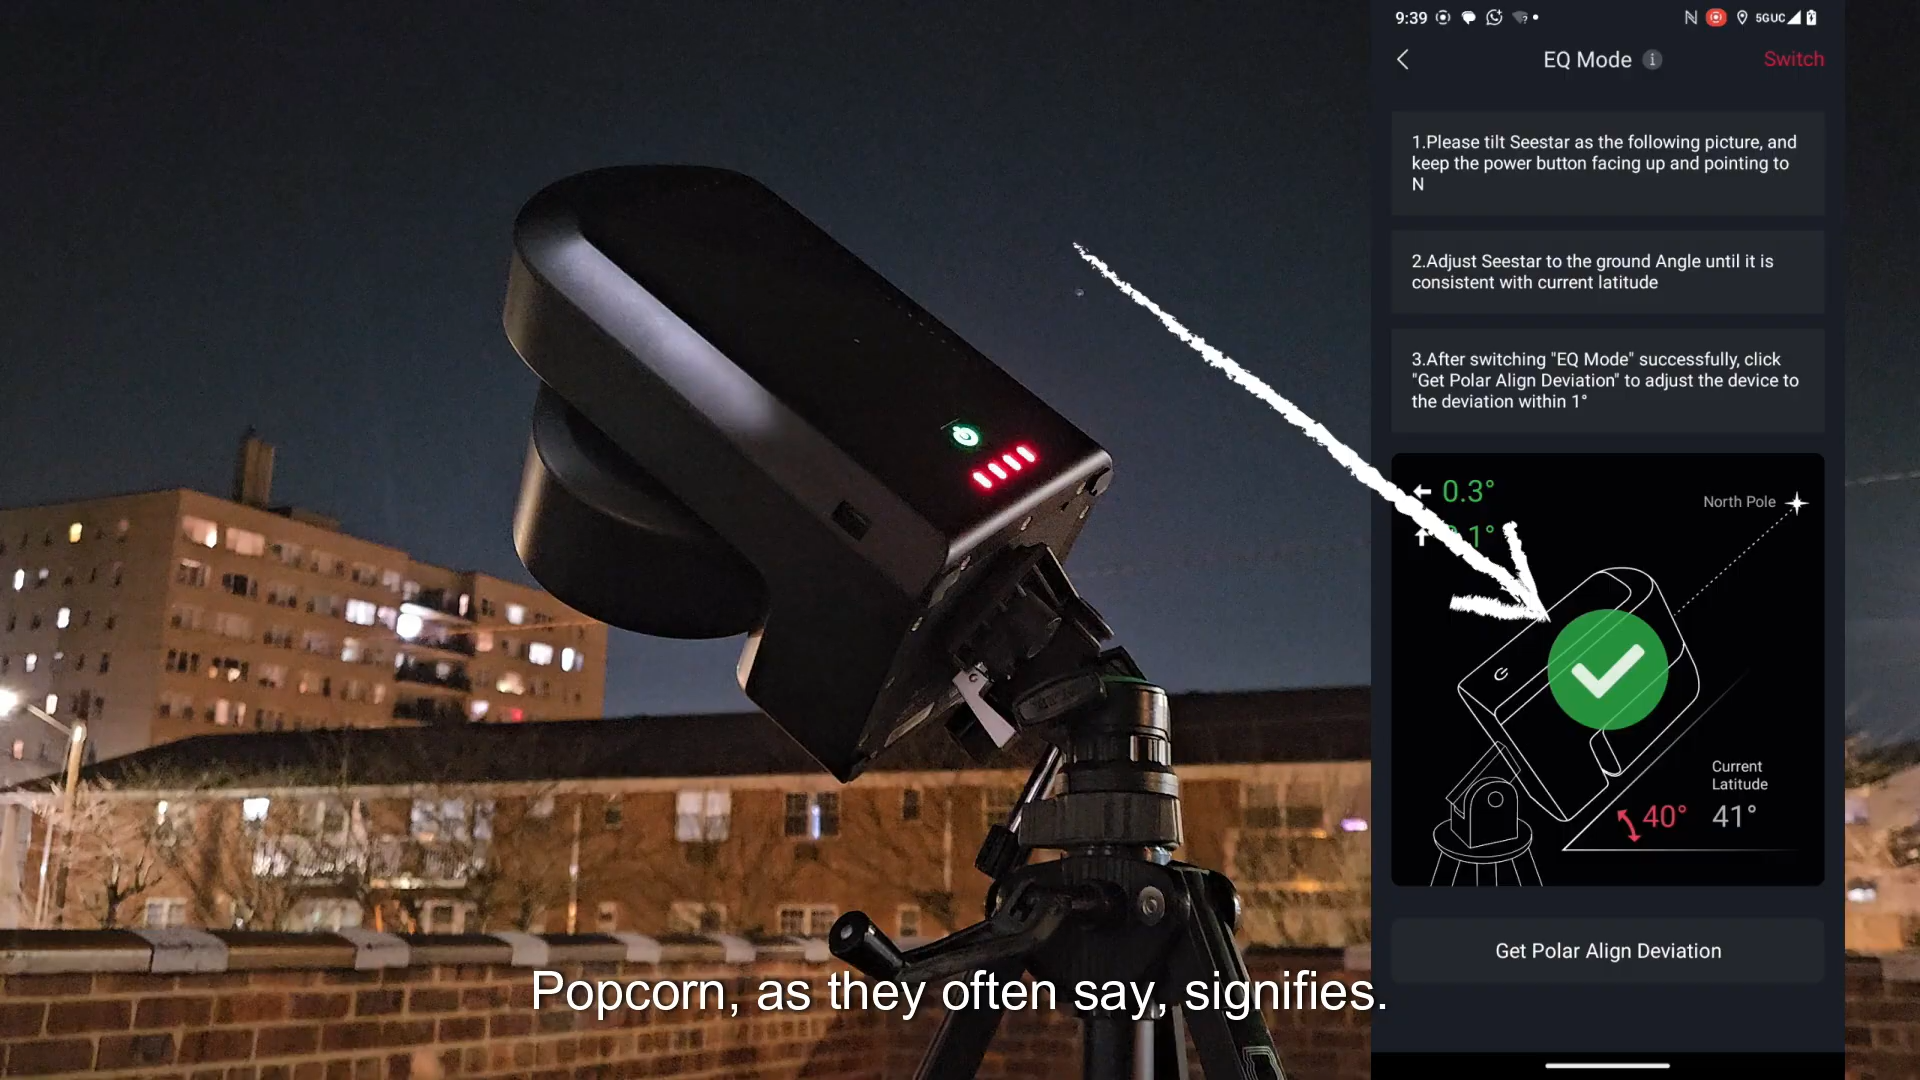 9:39
5GUC
EQ Mode
Switch
1.Please tilt Seestar as the following picture, and
keep the power button facing up and pointing to
N
2.Adjust Seestar to the ground Angle until it is
consistent with current latitude
3.After switching "EQ Mode" successfully, click
"Get Polar Align Deviation" to adjust the device to
the deviation within 1°
0.3°
North Pole
1°
Current
Latitude
40°
41°
Get Polar Align Deviation
Popcorn, as they often say, signifies.